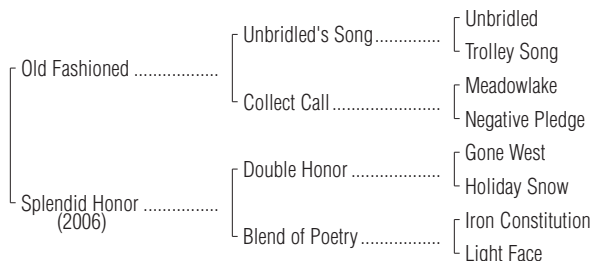 Unbridled
Unbridled's Song...............
Trolley Song
Old Fashioned ...................
Meadowlake
Collect Call........................
Negative Pledge
Gone West
Double Honor ....................
Holiday Snow
Splendid Honor .................
(2006)
Iron Constitution
Blend of Poetry..................
Light Face